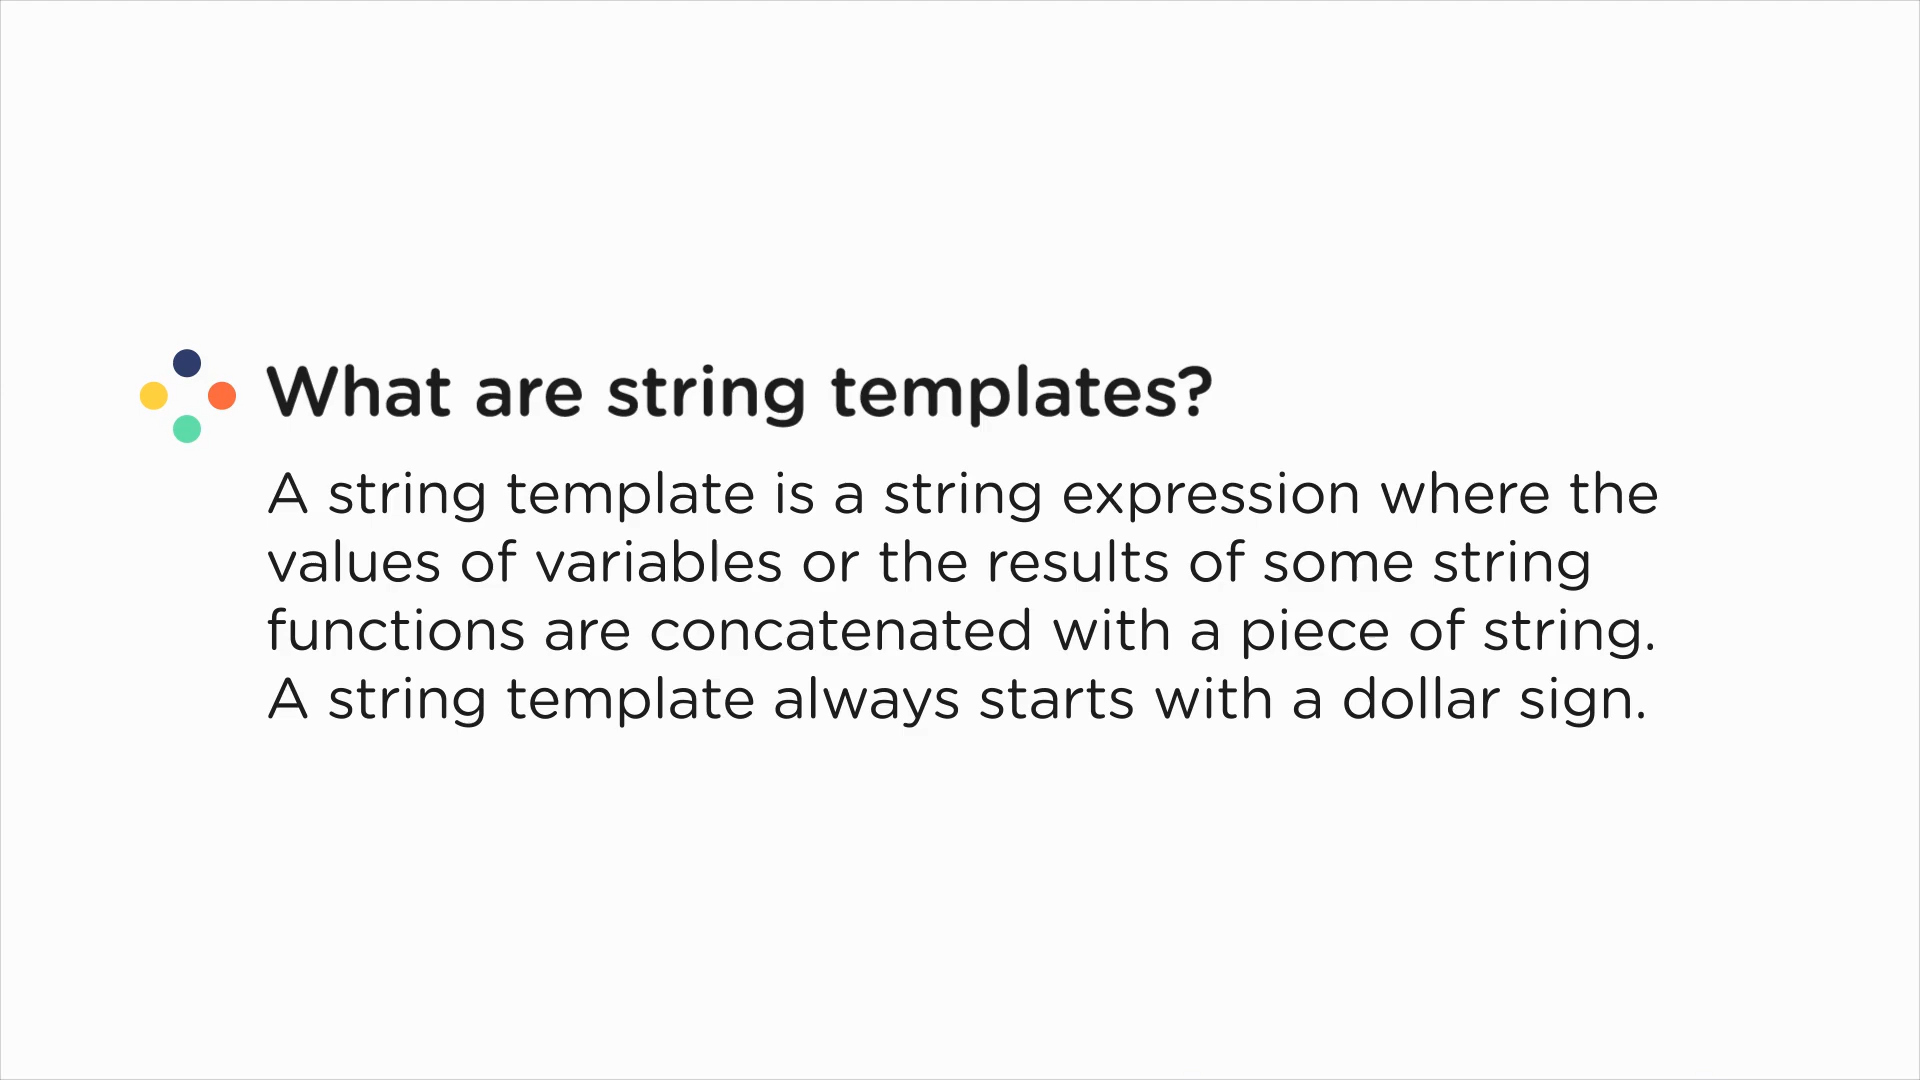 What are string templates?
A string template is a string expression where the
values of variables or the results of some string
functions are concatenated with a piece of string.
A string template always starts with a dollar sign.